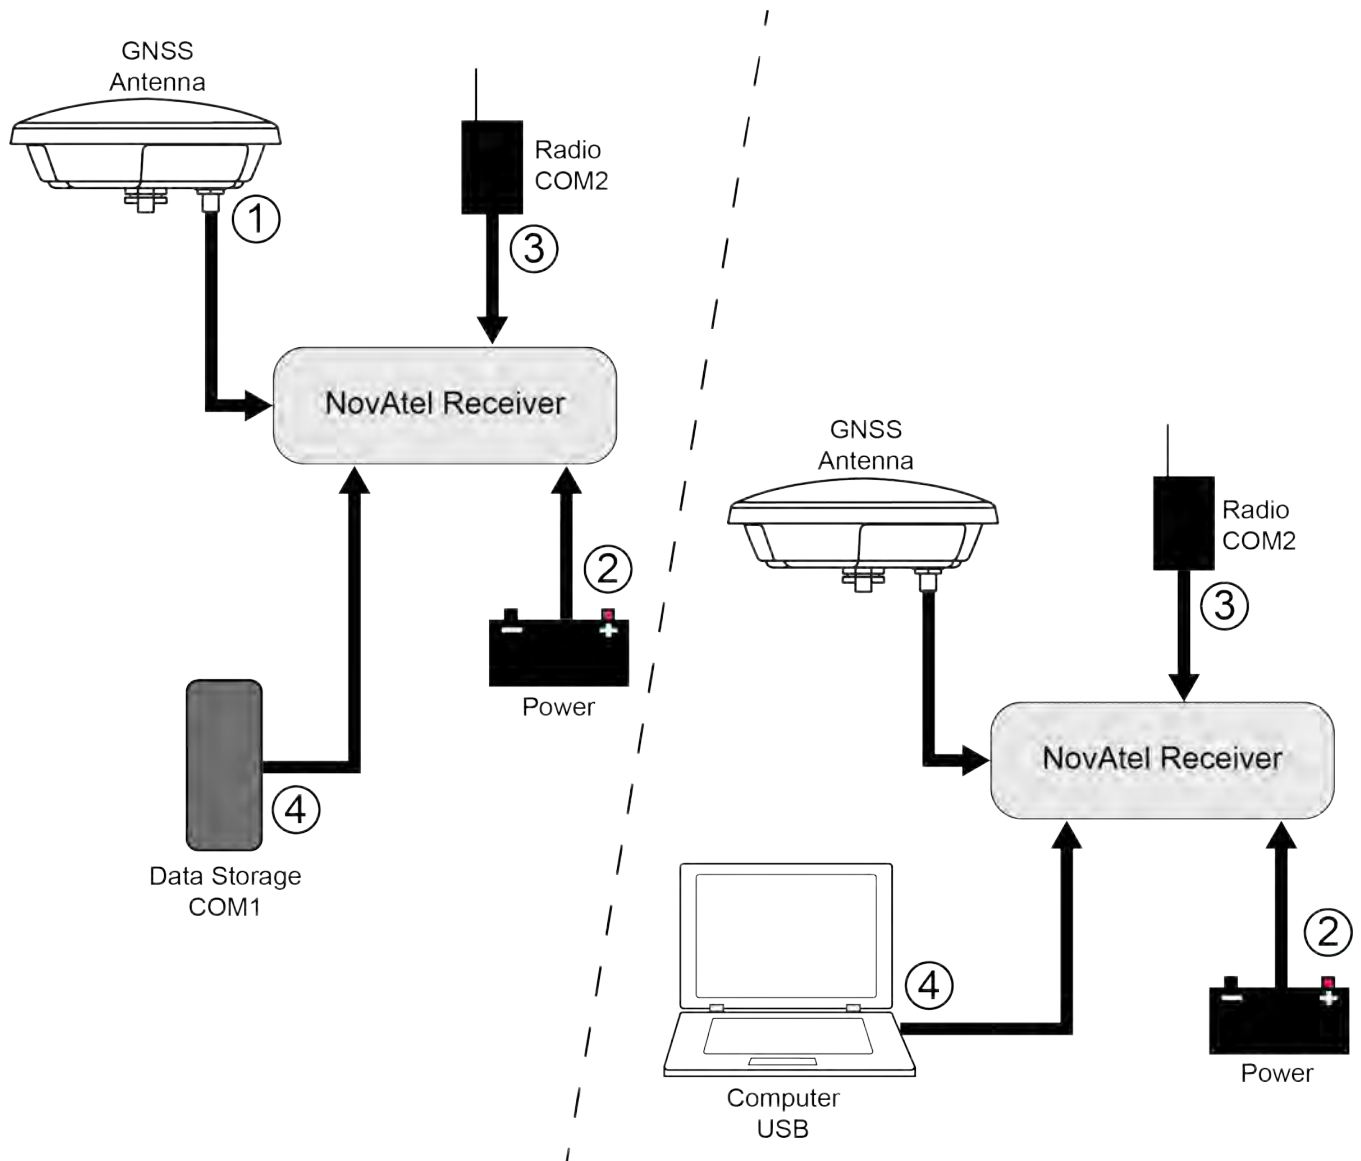 GNSS
Antenna
1
Radio
COM2
3
NovAtel Receiver
2
Power
4
Data Storage
COM1
GNSS
Antenna
Radio
COM2
3
NovAtel Receiver
2
Power
4
Computer
USB